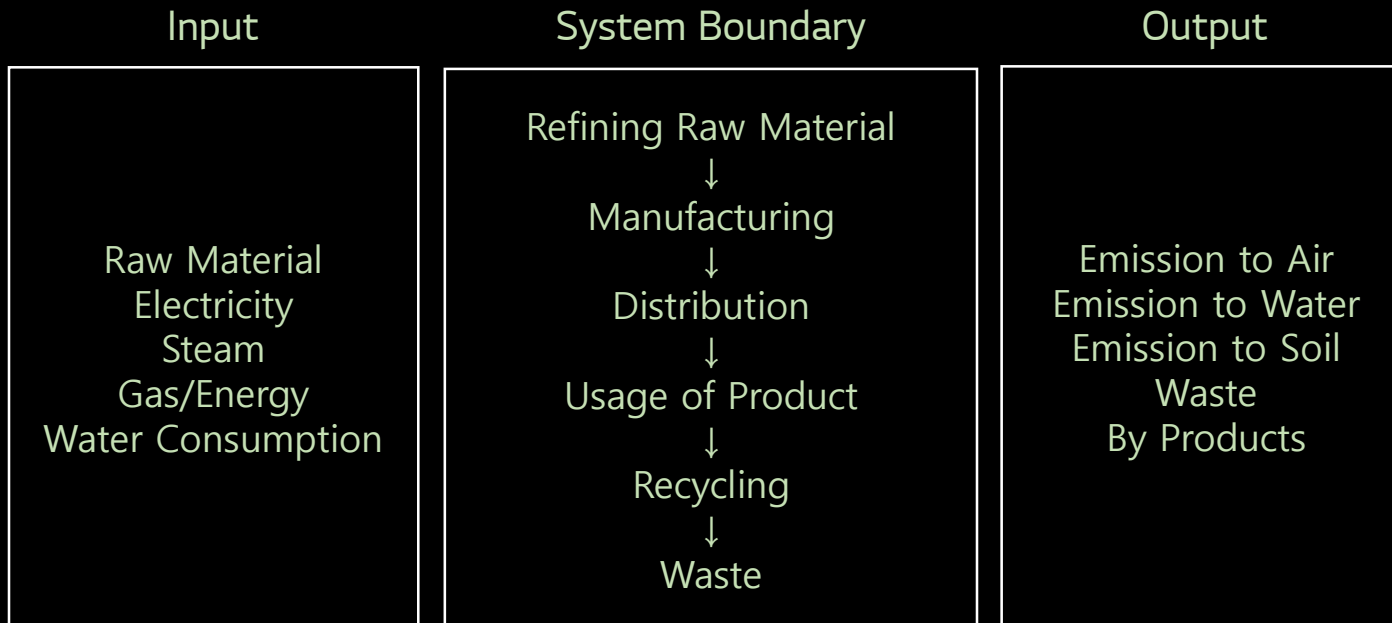 Input
Raw Material
Electricity
Steam
Gas/Energy
Water Consumption
System Boundary
Refining Raw Material
↓
Manufacturing
↓
Distribution
↓
Usage of Product
↓
Recycling
↓
Waste
Output
Emission to Air
Emission to Water
Emission to Soil
Waste
By Products